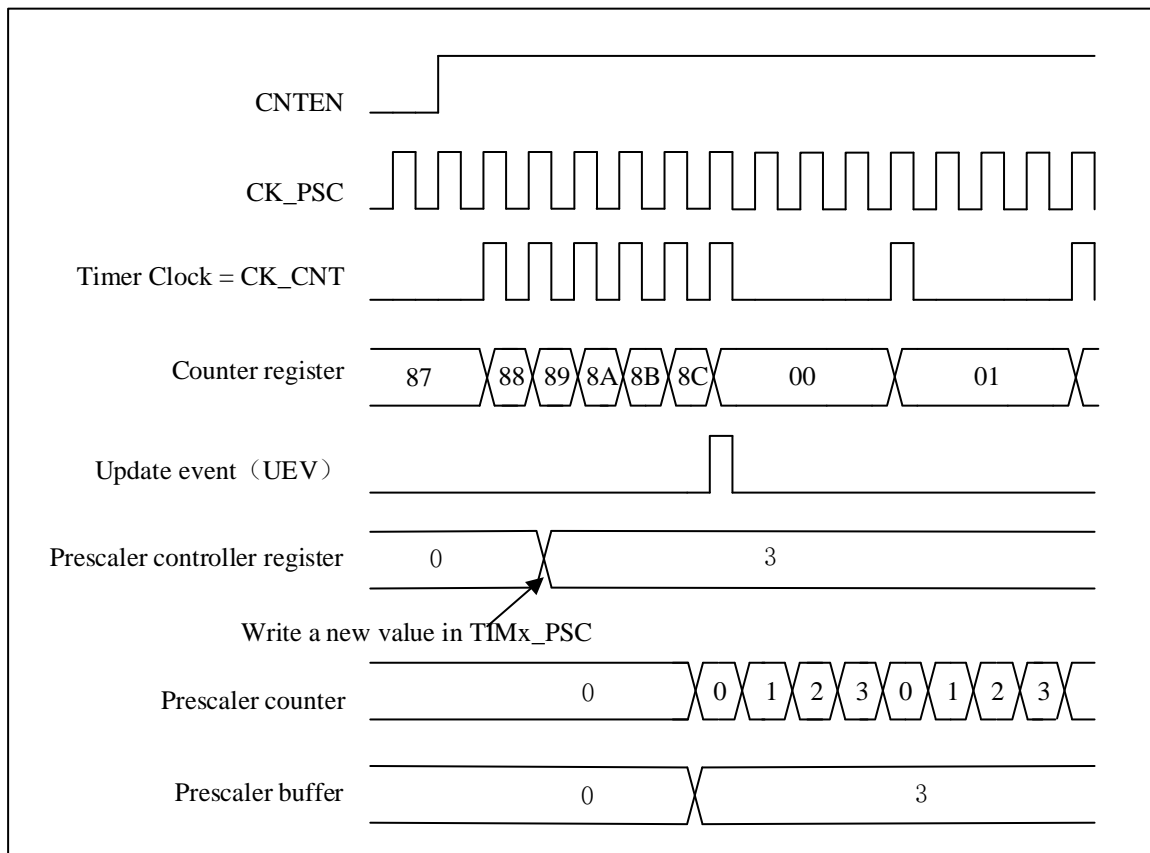 CNTEN
CK_PSC
Timer Clock = CK_CNT
Counter register
87 88 89 8A 8B 8C 00 01
Update event（UEV）
Prescaler controller register
0 3
Write a new value in TIMx_PSC
Prescaler counter
0 0 1 2 3 0 1 2 3
Prescaler buffer
0 3